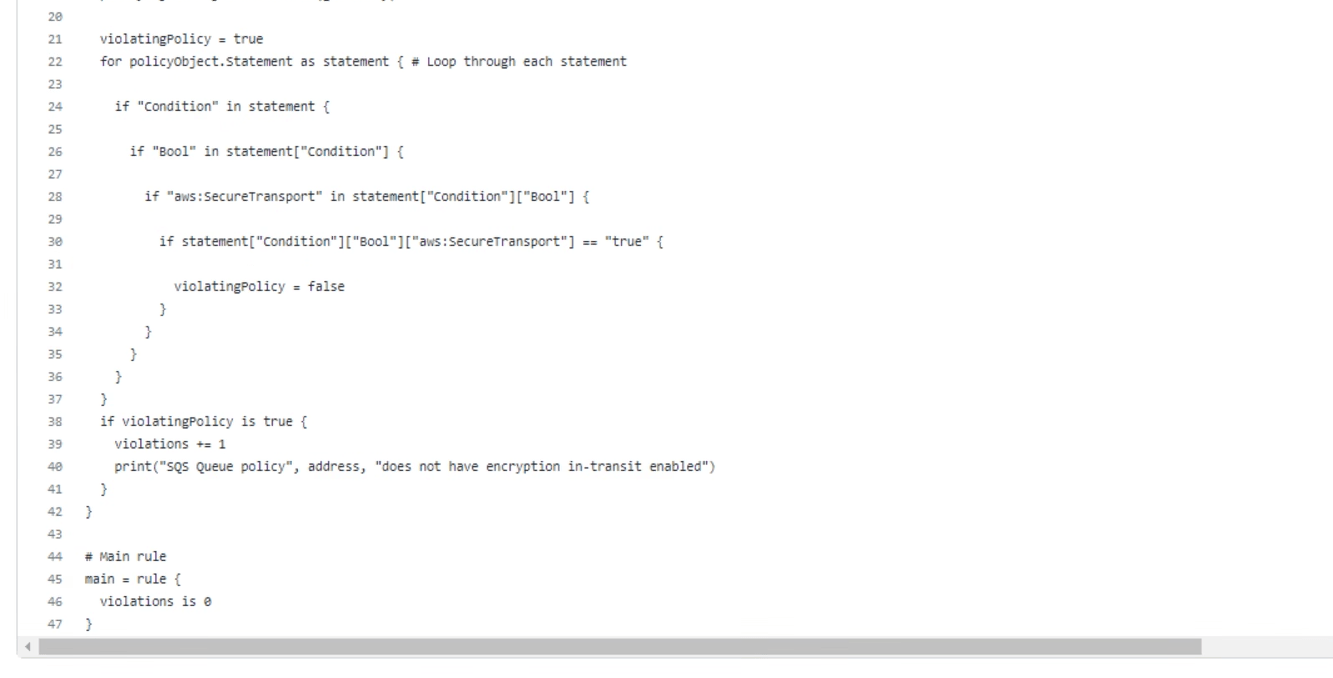 20
21 violatingPolicy = true
22 for policyObject.Statement as statement { # Loop through each statement
23
24 if "Condition" in statement {
25
26 if "Bool" in statement["Condition"] {
27
28 if "aws:SecureTransport" in statement["Condition"]["Bool"] {
29
30 if statement["Condition"]["Bool"]["aws:SecureTransport"] == "true" {
31
32 violatingPolicy = false
33 }
34 }
35 }
36 }
37 }
38 if violatingPolicy is true {
39 violations += 1
40 print("SQS Queue policy", address, "does not have encryption in-transit enabled")
41 }
42 }
43
44 # Main rule
45 main = rule {
46 violations is 0
47 }